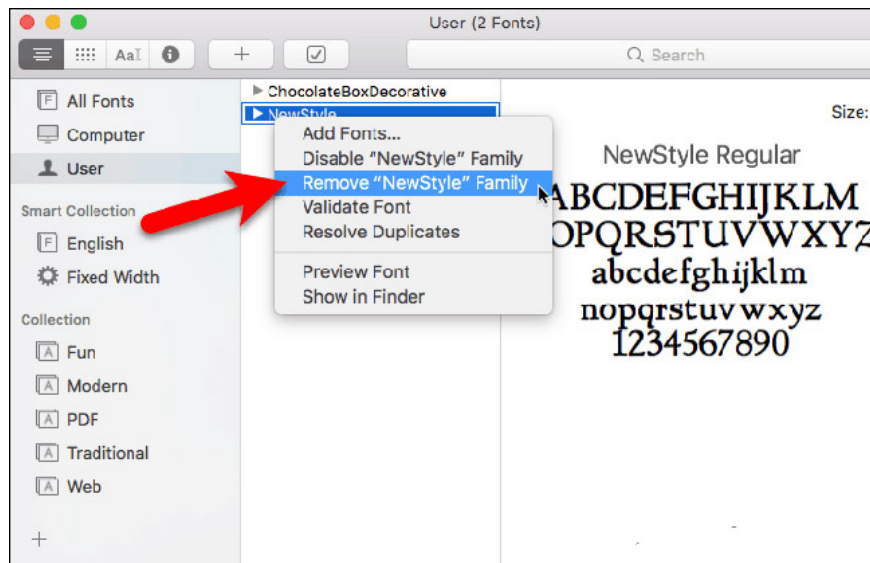 User (2 Fonts)
AaI
Search
All Fonts
Computer
User
Smart Collection
English
Fixed Width
Collection
Fun
Modern
PDF
Traditional
Web
ChocolateBoxDecorative
NewStyle
Add Fonts...
Disable “NewStyle” Family
Remove “NewStyle” Family
Validate Font
Resolve Duplicates
Preview Font
Show in Finder
Size:
NewStyle Regular
ABCDEFGHIJKLM
OPQRSTUVWXYZ
abcdefghijklm
nopqrstuvwxyz
1234567890